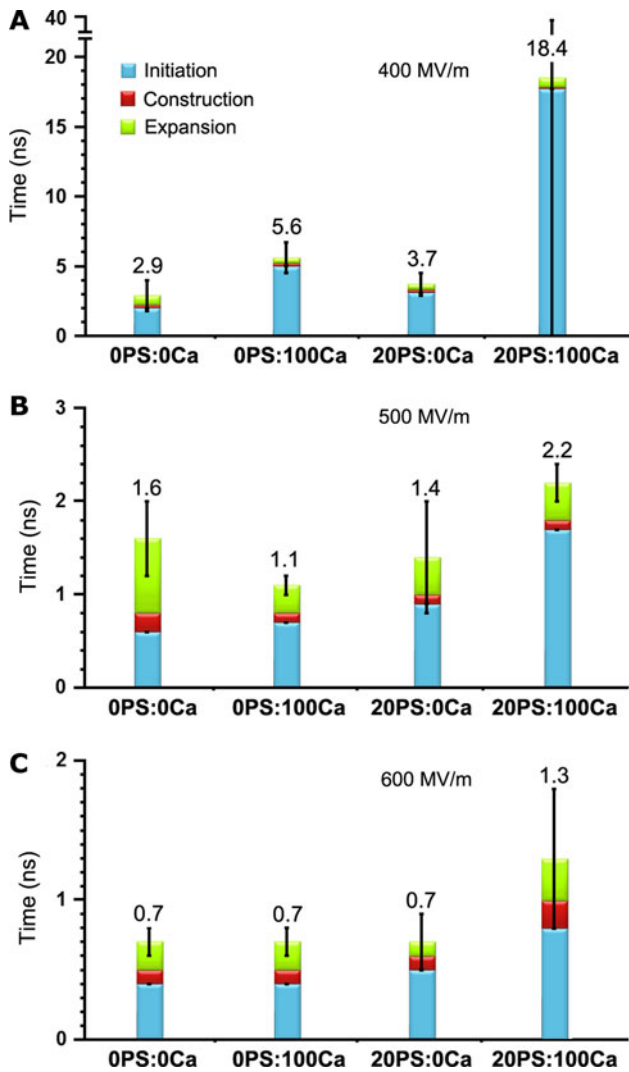 A
40
20
15
10
5
0
Time (ns)
Initiation
Construction
Expansion
400 MV/m
2.9
5.6
3.7
18.4
0PS:0Ca 0PS:100Ca 20PS:0Ca 20PS:100Ca
B
3
2
1
0
Time (ns)
500 MV/m
1.6
1.1
1.4
2.2
0PS:0Ca 0PS:100Ca 20PS:0Ca 20PS:100Ca
C
2
1
0
Time (ns)
600 MV/m
0.7
0.7
0.7
1.3
0PS:0Ca 0PS:100Ca 20PS:0Ca 20PS:100Ca